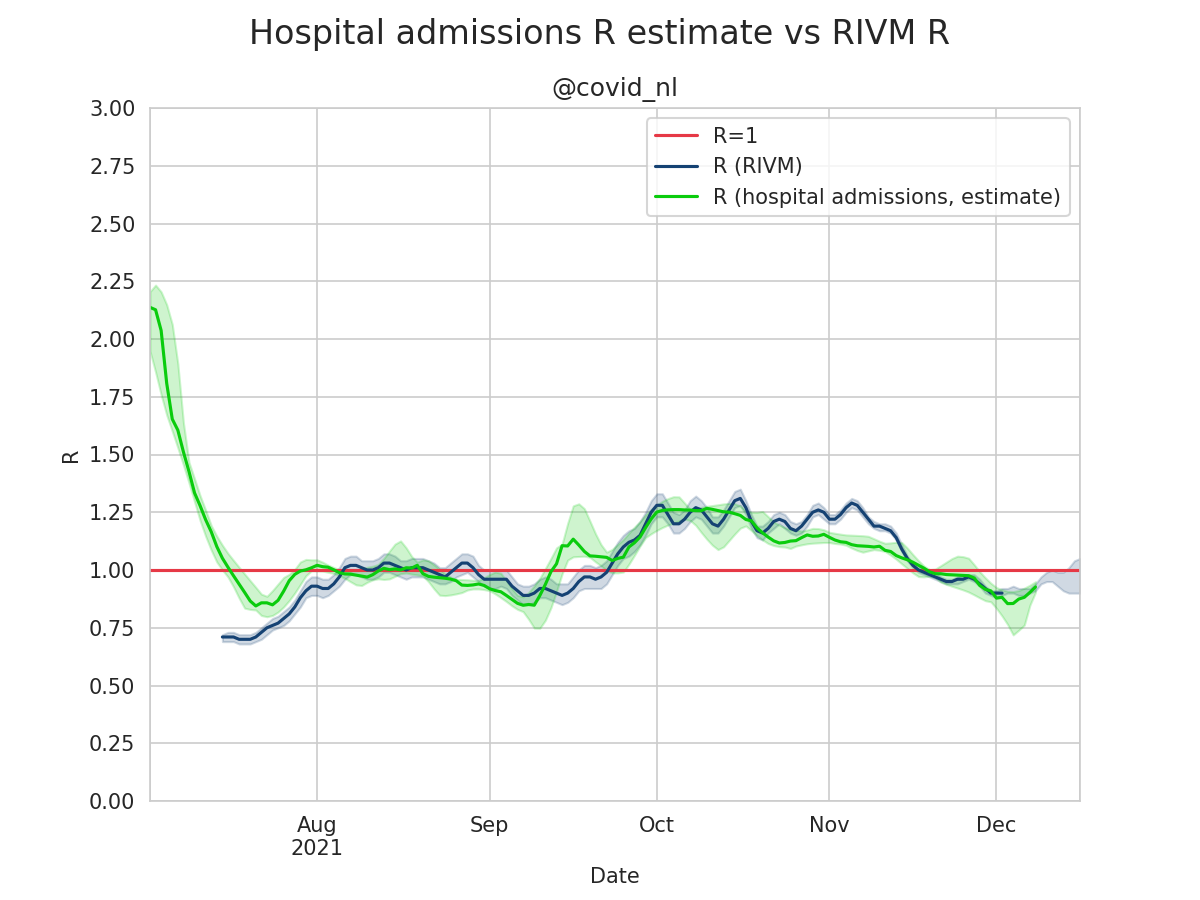 Hospital admissions R estimate vs RIVM R
@covid_nl
R=1
R (RIVM)
R (hospital admissions, estimate)
R
3.00
2.75
2.50
2.25
2.00
1.75
1.50
1.25
1.00
0.75
0.50
0.25
0.00
Aug Sep Oct Nov Dec
2021
Date